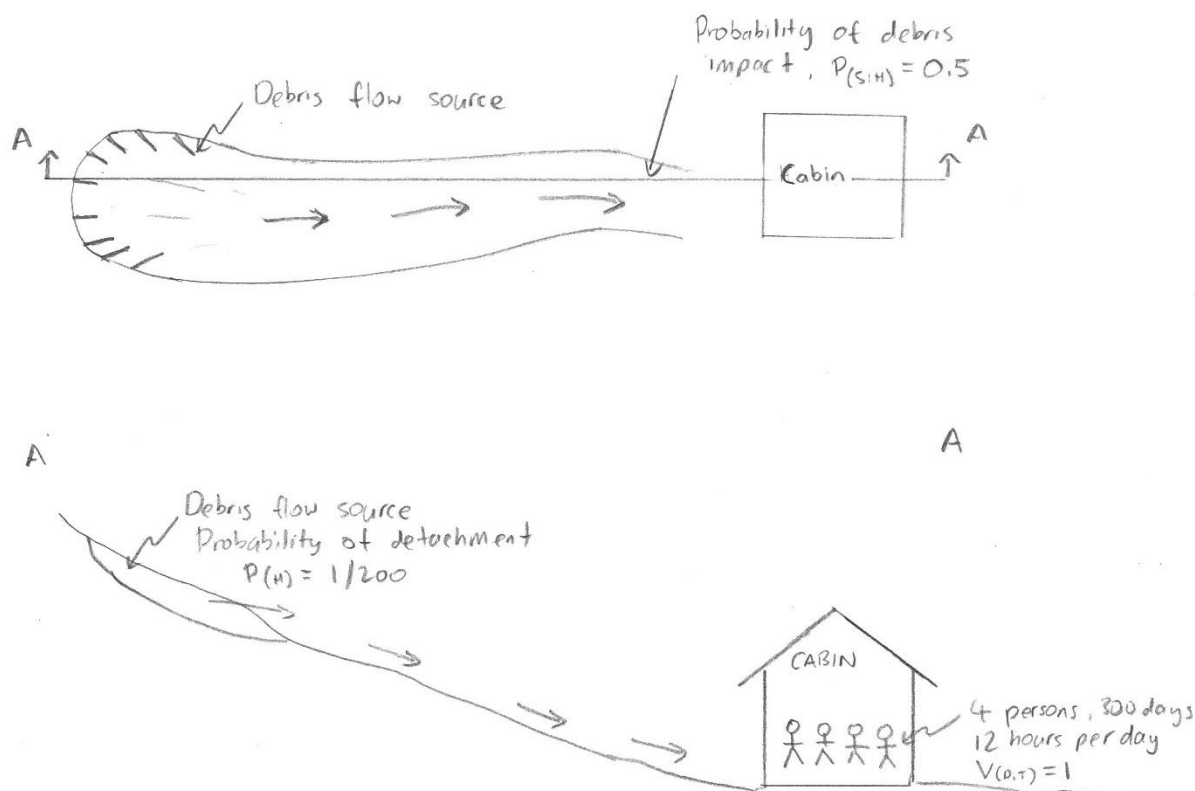 Probability of debris
impact, P(S:H) = 0.5
Debris flow source
A
A
Cabin
A
A
Debris flow source
Probability of detachment
P(H) = 1/200
CABIN
4 persons, 300 days
12 hours per day
V(D,T) = 1